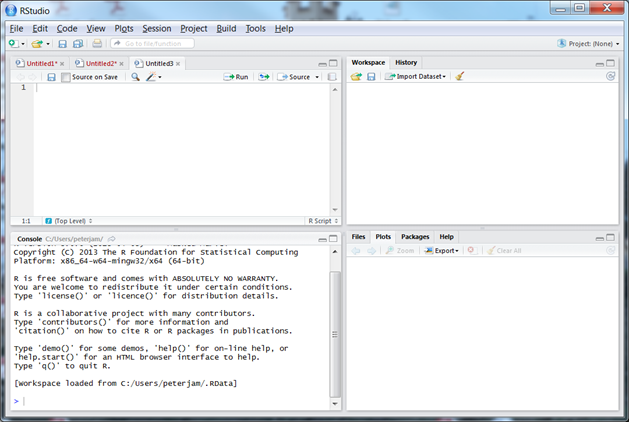 RStudio
File Edit Code View Plots Session Project Build Tools Help
Go to file/function
Project: (None)
Untitled1* Untitled2* Untitled3
Source on Save Run Source
1
1:1 (Top Level) R Script
Console C:/Users/peterjam/
Copyright (C) 2013 The R Foundation for Statistical Computing
Platform: x86_64-w64-mingw32/x64 (64-bit)
R is free software and comes with ABSOLUTELY NO WARRANTY.
You are welcome to redistribute it under certain conditions.
Type 'license()' or 'licence()' for distribution details.
R is a collaborative project with many contributors.
Type 'contributors()' for more information and
'citation()' on how to cite R or R packages in publications.
Type 'demo()' for some demos, 'help()' for on-line help, or
'help.start()' for an HTML browser interface to help.
Type 'q()' to quit R.
[Workspace loaded from C:/Users/peterjam/.RData]
>
Workspace History
Import Dataset
Files Plots Packages Help
Zoom Export Clear All